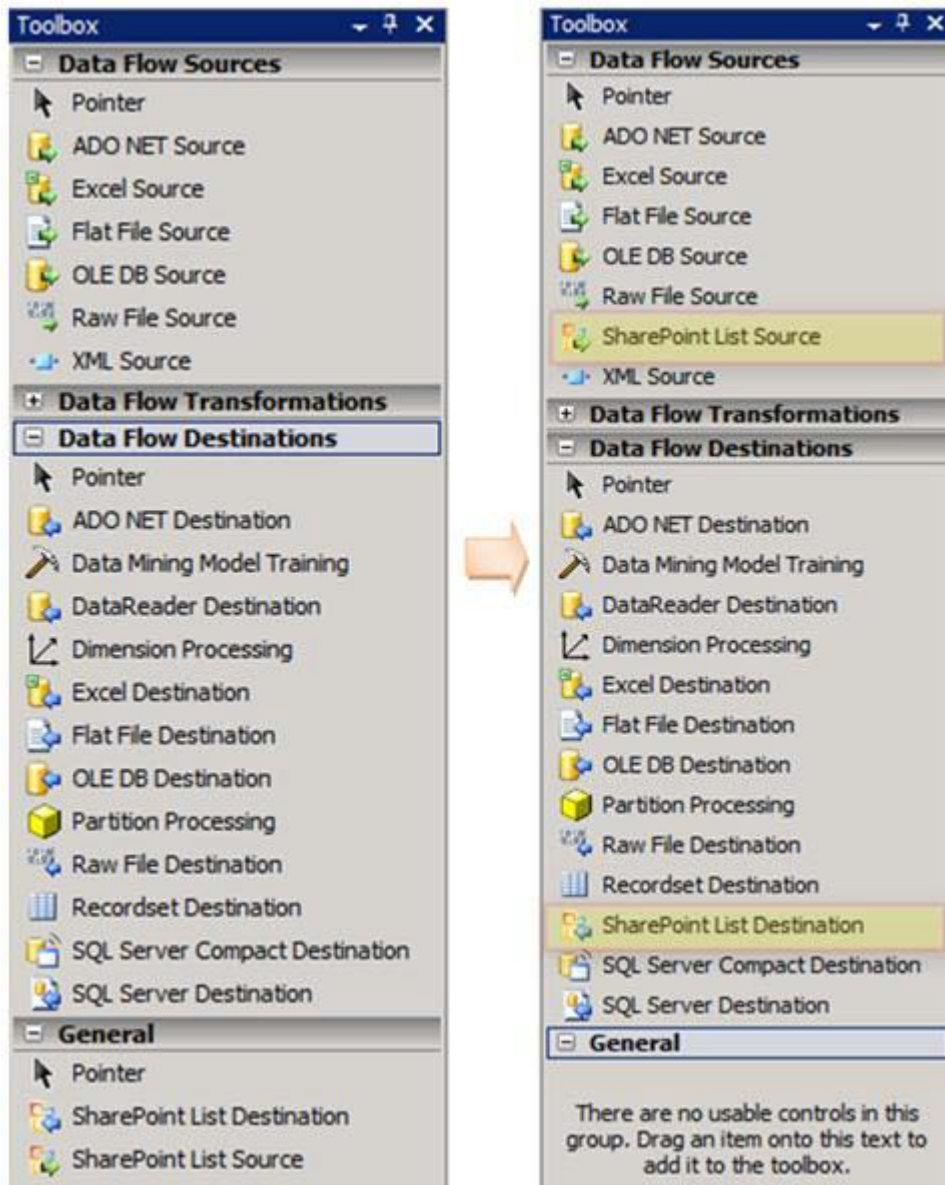 Toolbox
Data Flow Sources
Pointer
ADO NET Source
Excel Source
Flat File Source
OLE DB Source
Raw File Source
XML Source
Data Flow Transformations
Data Flow Destinations
Pointer
ADO NET Destination
Data Mining Model Training
DataReader Destination
Dimension Processing
Excel Destination
Flat File Destination
OLE DB Destination
Partition Processing
Raw File Destination
Recordset Destination
SQL Server Compact Destination
SQL Server Destination
General
Pointer
SharePoint List Destination
SharePoint List Source
Toolbox
Data Flow Sources
Pointer
ADO NET Source
Excel Source
Flat File Source
OLE DB Source
Raw File Source
SharePoint List Source
XML Source
Data Flow Transformations
Data Flow Destinations
Pointer
ADO NET Destination
Data Mining Model Training
DataReader Destination
Dimension Processing
Excel Destination
Flat File Destination
OLE DB Destination
Partition Processing
Raw File Destination
Recordset Destination
SharePoint List Destination
SQL Server Compact Destination
SQL Server Destination
General
There are no usable controls in this
group. Drag an item onto this text to
add it to the toolbox.